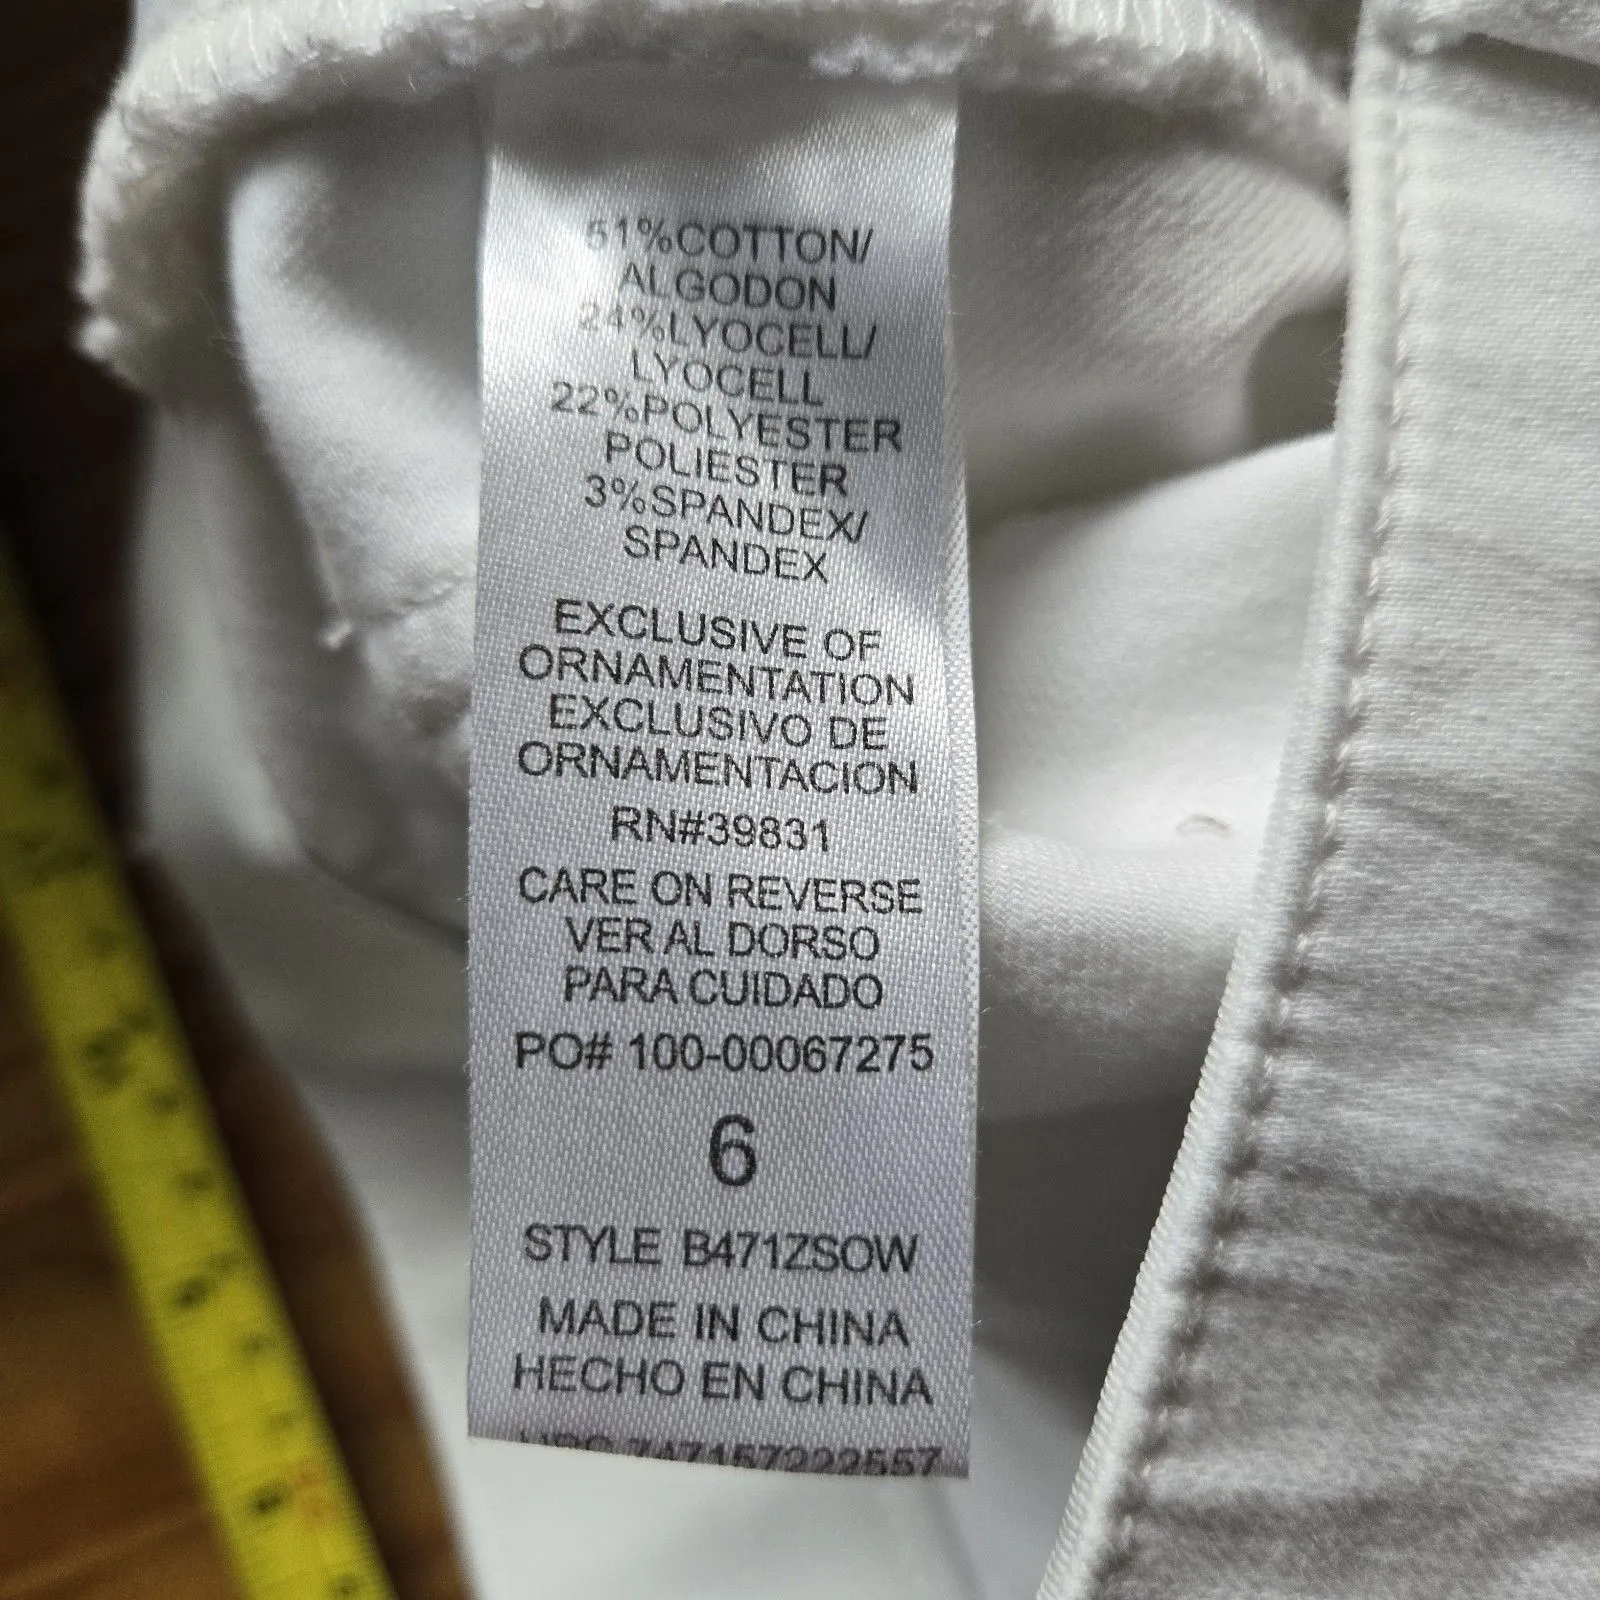 51%COTTON/
ALGODON
24%LYOCELL/
LYOCELL
22%POLYESTER
POLIESTER
3%SPANDEX/
SPANDEX
EXCLUSIVE OF
ORNAMENTATION
EXCLUSIVO DE
ORNAMENTACION
RN#39831
CARE ON REVERSE
VER AL DORSO
PARA CUIDADO
PO# 100-00067275
6
STYLE B471ZSOW
MADE IN CHINA
HECHO EN CHINA
UPC 747157222557